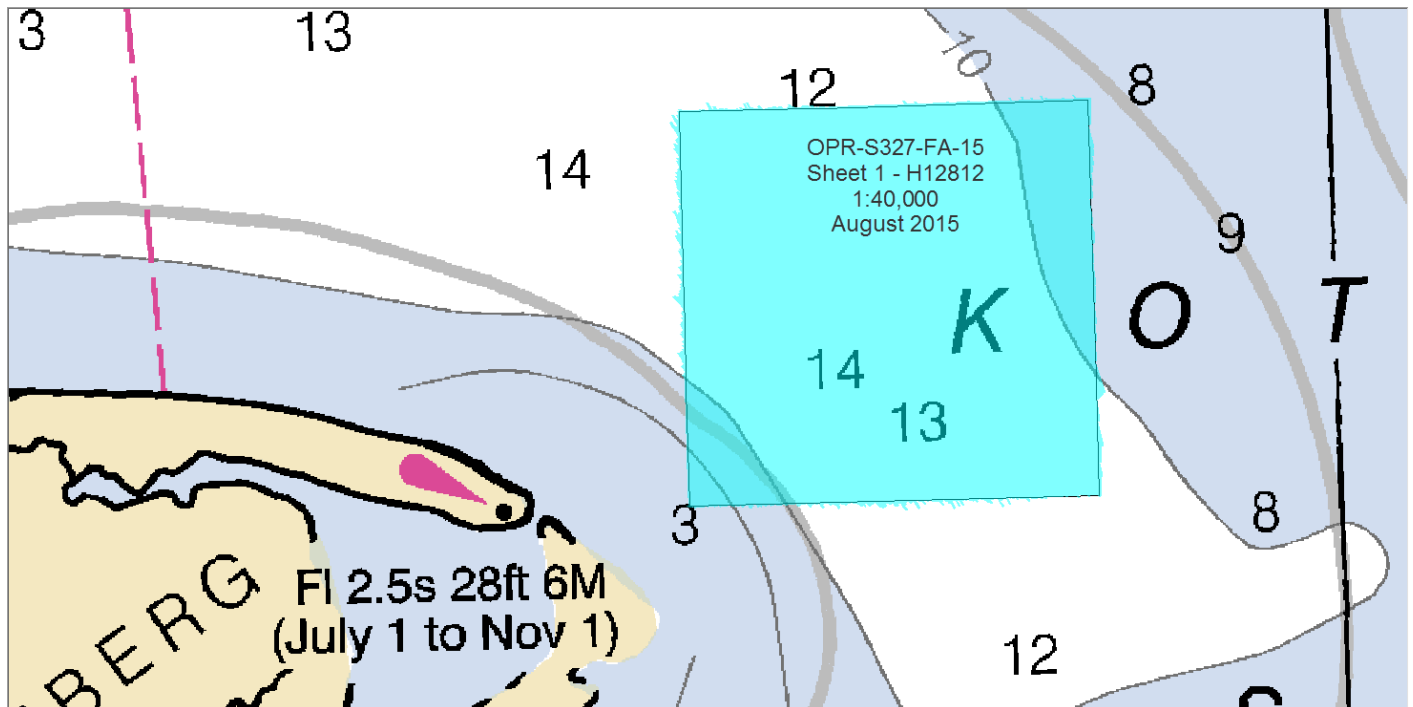 3
13
10
12
8
OPR-S327-FA-15
Sheet 1 - H12812
1:40,000
August 2015
14
9
K O T
14
13
3
8
Fl 2.5s 28ft 6M
(July 1 to Nov 1)
BERG
12
S